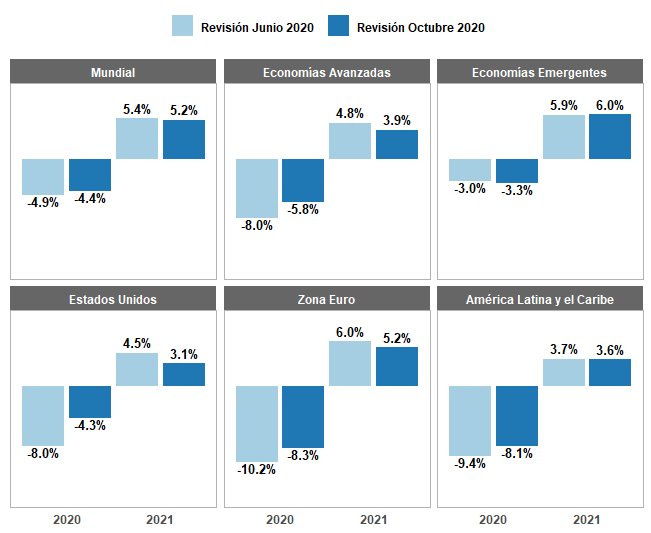 Revisión Junio 2020 Revisión Octubre 2020
Mundial Economías Avanzadas Economías Emergentes
5.4% 5.2% 4.8% 3.9% 5.9% 6.0%
-4.9% -4.4% -8.0% -5.8% -3.0% -3.3%
Estados Unidos Zona Euro América Latina y el Caribe
4.5% 3.1% 6.0% 5.2% 3.7% 3.6%
-8.0% -4.3% -10.2% -8.3% -9.4% -8.1%
2020 2021 2020 2021 2020 2021